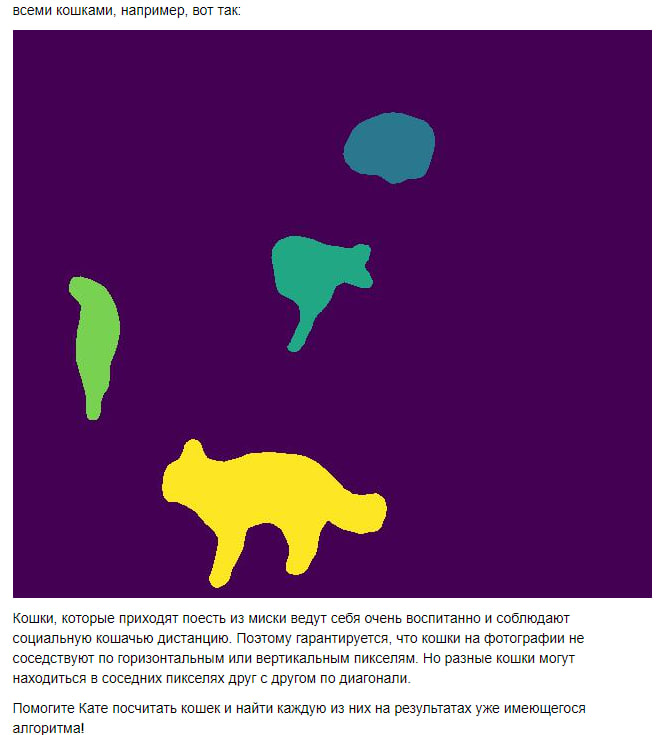 всеми кошками, например, вот так:
Кошки, которые приходят поесть из миски ведут себя очень воспитанно и соблюдают
социальную кошачью дистанцию. Поэтому гарантируется, что кошки на фотографии не
соседствуют по горизонтальным или вертикальным пикселям. Но разные кошки могут
находиться в соседних пикселях друг с другом по диагонали.
Помогите Кате посчитать кошек и найти каждую из них на результатах уже имеющегося
алгоритма!